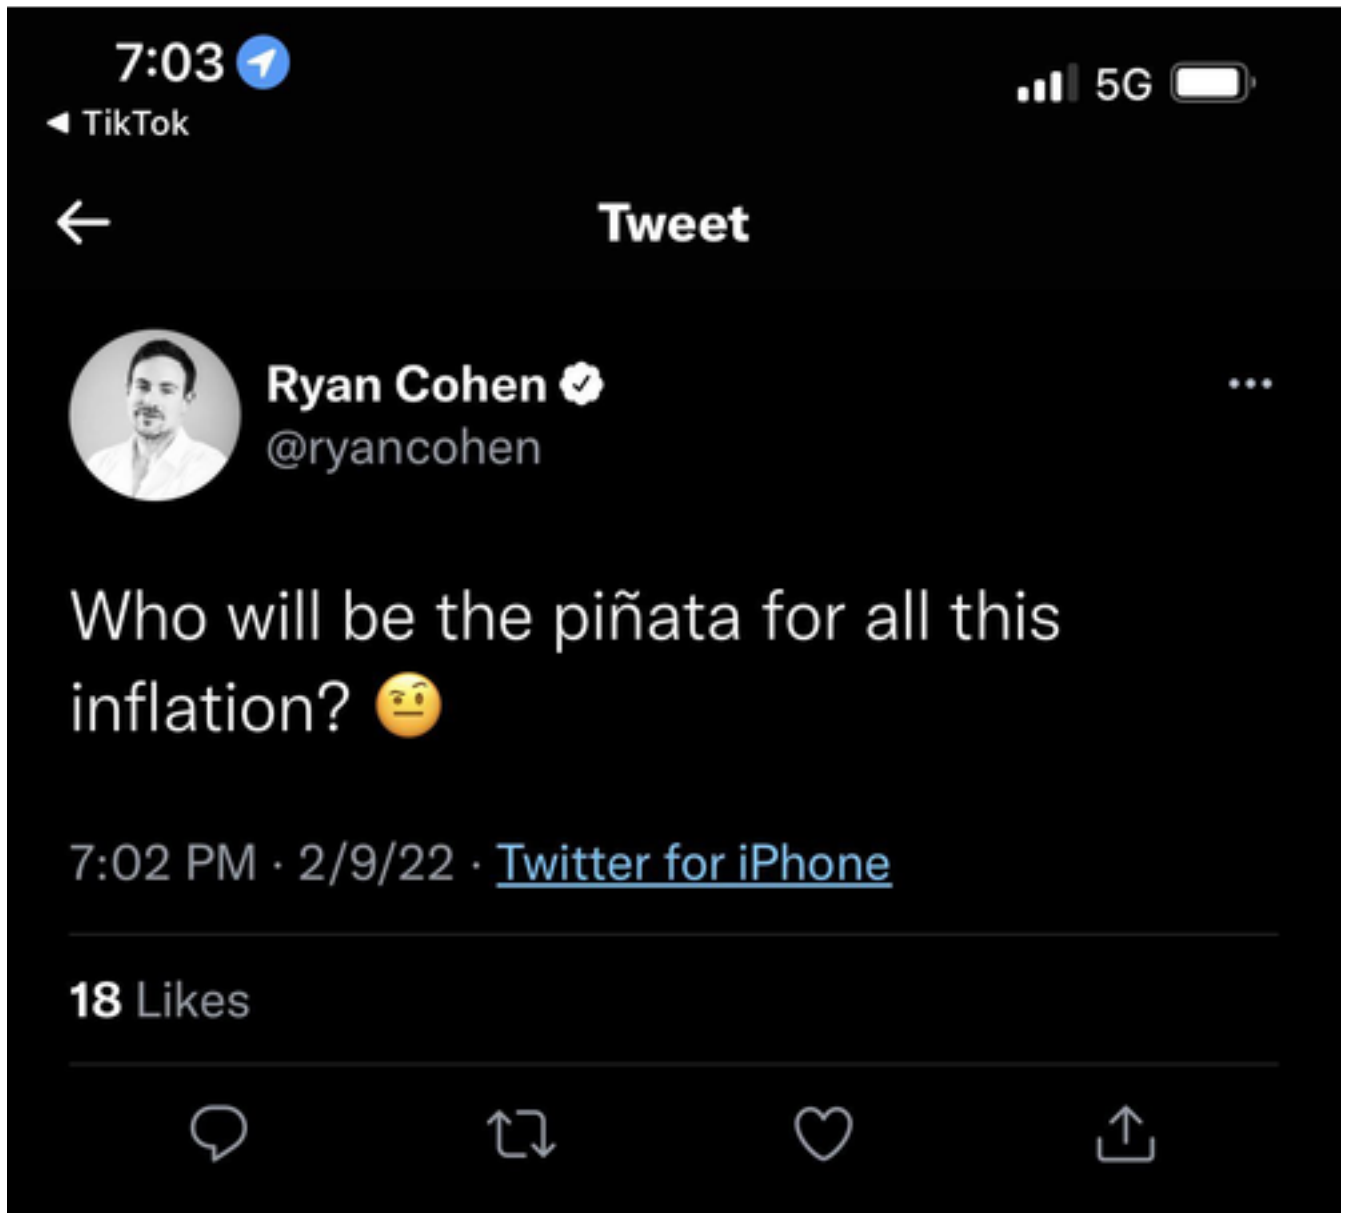 7:03
5G
◀ TikTok
Tweet
Ryan Cohen
@ryancohen
Who will be the piñata for all this
inflation? 🤨
7:02 PM · 2/9/22 · Twitter for iPhone
18 Likes